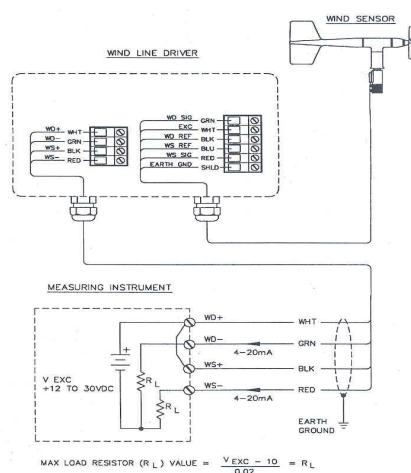 WIND SENSOR
WIND LINE DRIVER
WD+ WHT
WD- GRN
WS+ BLK
WS- RED
WD SIG GRN
EXC WHT
WD REF BLK
WS REF BLU
WS SIG RED
EARTH GND SHLD
MEASURING INSTRUMENT
WD+ WHT
WD- GRN
4-20mA
WS+ BLK
WS- RED
4-20mA
V EXC
+12 TO 30VDC
RL
RL
EARTH
GROUND
MAX LOAD RESISTOR (RL) VALUE = V EXC - 10 = RL
0.02